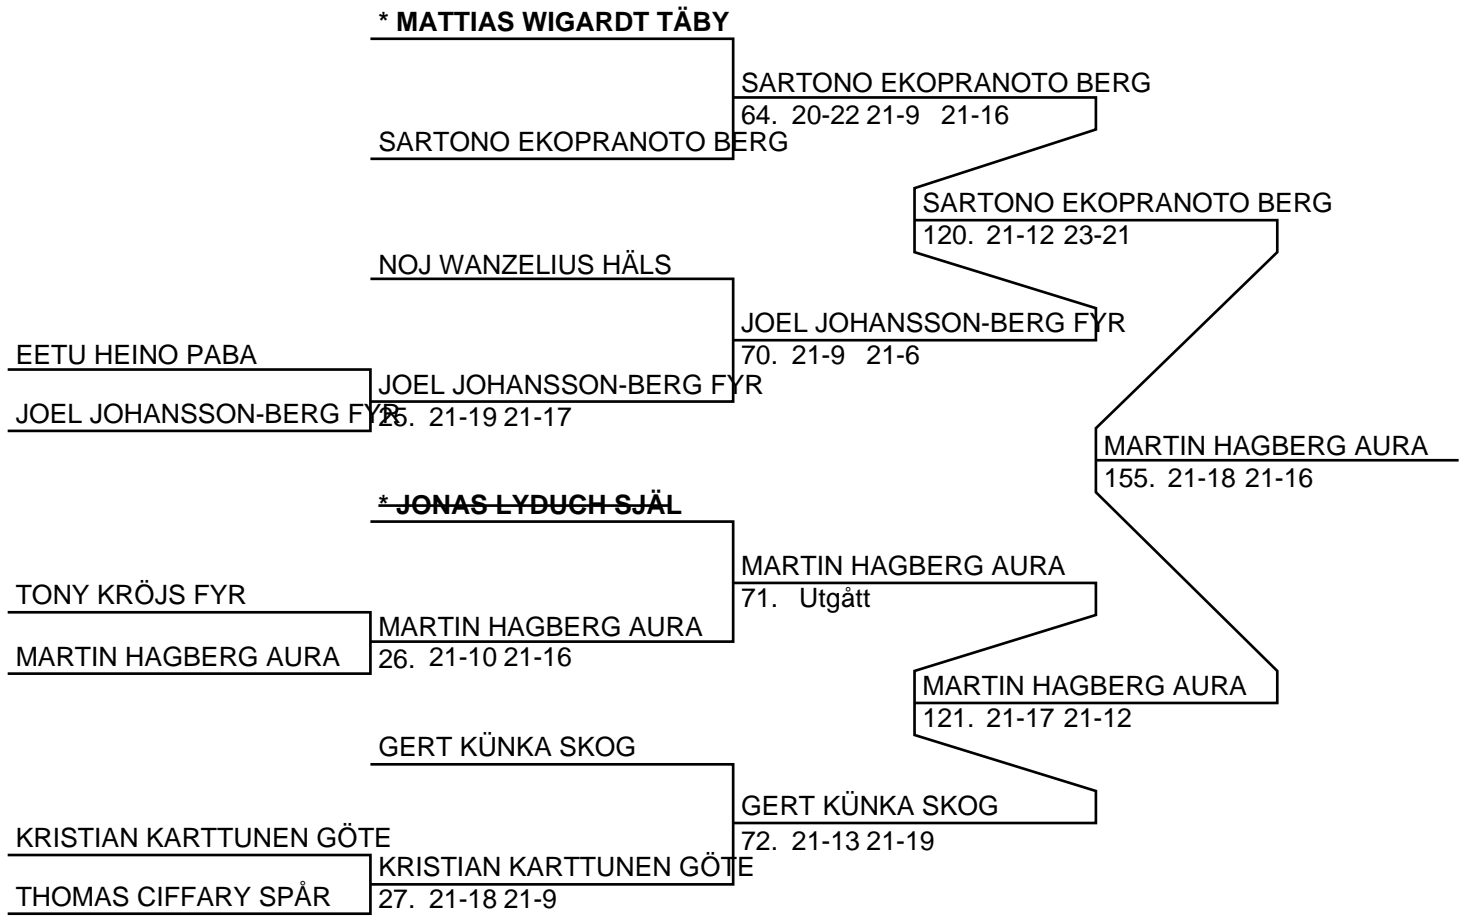 * MATTIAS WIGARDT TÄBY
SARTONO EKOPRANOTO BERG
64. 20-22 21-9 21-16
SARTONO EKOPRANOTO BERG
SARTONO EKOPRANOTO BERG
120. 21-12 23-21
NOJ WANZELIUS HÄLS
JOEL JOHANSSON-BERG FYR
70. 21-9 21-6
EETU HEINO PABA
JOEL JOHANSSON-BERG FYR
25. 21-19 21-17
JOEL JOHANSSON-BERG FYR
MARTIN HAGBERG AURA
155. 21-18 21-16
* JONAS LYDUCH SJÄL
MARTIN HAGBERG AURA
71. Utgått
TONY KRÖJS FYR
MARTIN HAGBERG AURA
26. 21-10 21-16
MARTIN HAGBERG AURA
MARTIN HAGBERG AURA
121. 21-17 21-12
GERT KÜNKA SKOG
GERT KÜNKA SKOG
72. 21-13 21-19
KRISTIAN KARTTUNEN GÖTE
KRISTIAN KARTTUNEN GÖTE
27. 21-18 21-9
THOMAS CIFFARY SPÅR